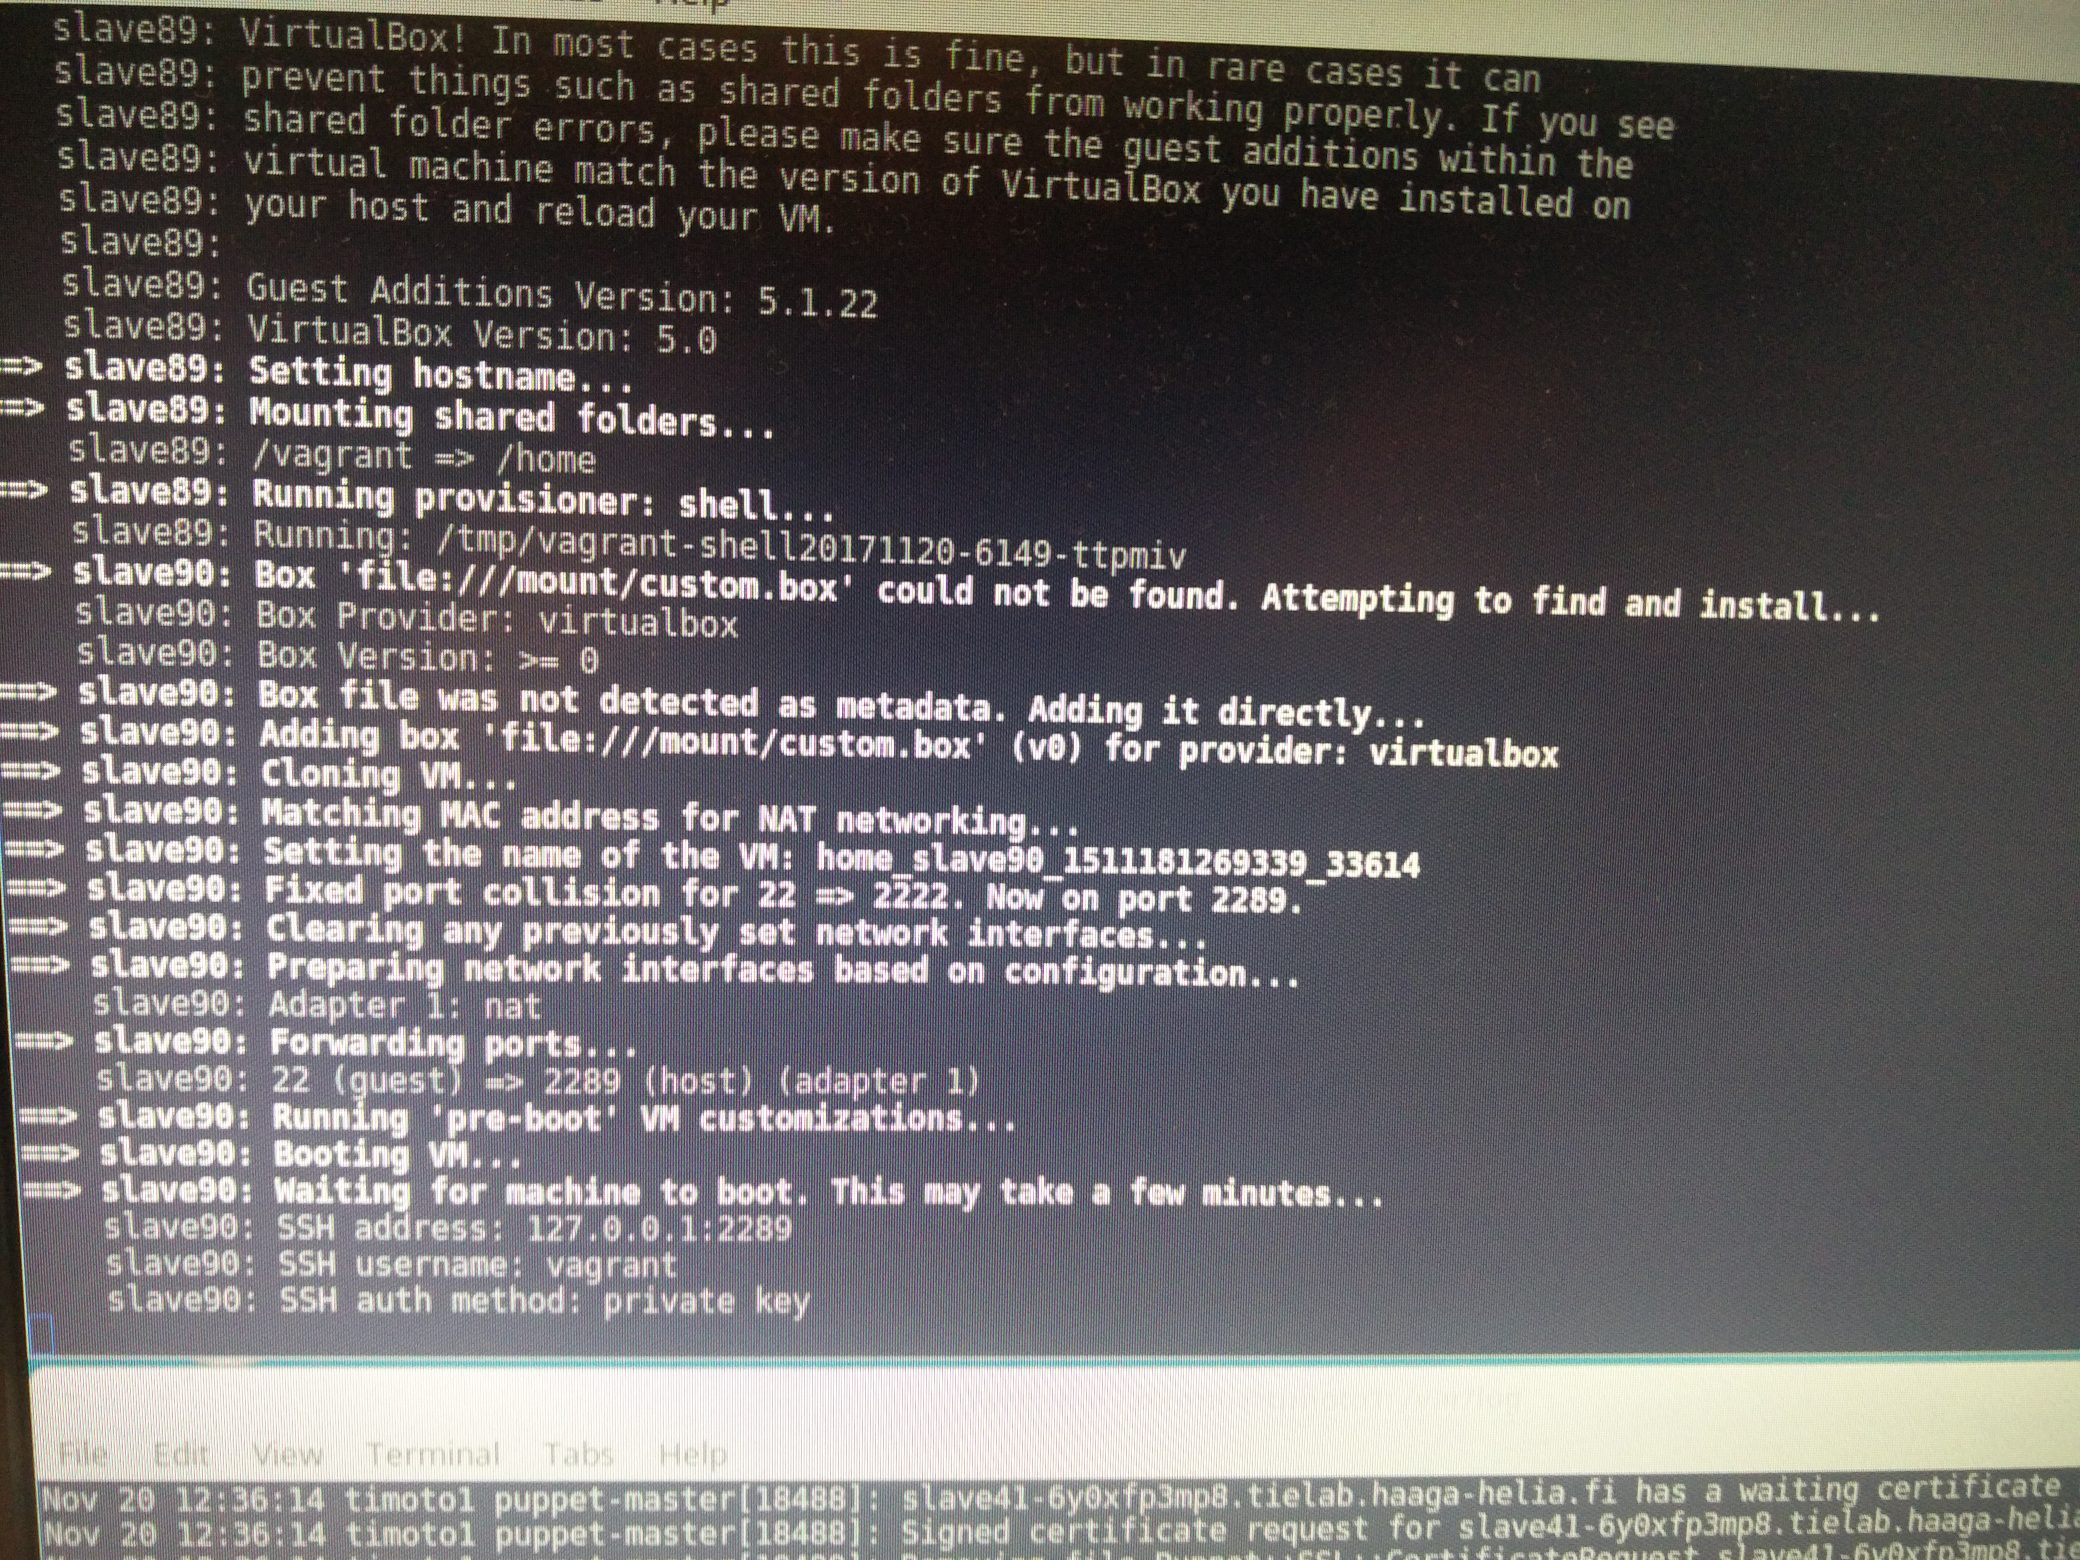 Help
slave89: VirtualBox! In most cases this is fine, but in rare cases it can
slave89: prevent things such as shared folders from working properly. If you see
slave89: shared folder errors, please make sure the guest additions within the
slave89: virtual machine match the version of VirtualBox you have installed on
slave89: your host and reload your VM.
slave89:
slave89: Guest Additions Version: 5.1.22
slave89: VirtualBox Version: 5.0
==> slave89: Setting hostname...
==> slave89: Mounting shared folders...
slave89: /vagrant => /home
==> slave89: Running provisioner: shell...
slave89: Running: /tmp/vagrant-shell20171120-6149-ttpmiv
==> slave90: Box 'file:///mount/custom.box' could not be found. Attempting to find and install...
slave90: Box Provider: virtualbox
slave90: Box Version: >= 0
==> slave90: Box file was not detected as metadata. Adding it directly...
==> slave90: Adding box 'file:///mount/custom.box' (v0) for provider: virtualbox
==> slave90: Cloning VM...
==> slave90: Matching MAC address for NAT networking...
==> slave90: Setting the name of the VM: home_slave90_1511181269339_33614
==> slave90: Fixed port collision for 22 => 2222. Now on port 2289.
==> slave90: Clearing any previously set network interfaces...
==> slave90: Preparing network interfaces based on configuration...
slave90: Adapter 1: nat
==> slave90: Forwarding ports...
slave90: 22 (guest) => 2289 (host) (adapter 1)
==> slave90: Running 'pre-boot' VM customizations...
==> slave90: Booting VM...
==> slave90: Waiting for machine to boot. This may take a few minutes...
slave90: SSH address: 127.0.0.1:2289
slave90: SSH username: vagrant
slave90: SSH auth method: private key
File Edit View Terminal Tabs Help
Nov 20 12:36:14 timoto1 puppet-master[18488]: slave41-6y0xfp3mp8.tielab.haaga-helia.fi has a waiting certificate
Nov 20 12:36:14 timoto1 puppet-master[18488]: Signed certificate request for slave41-6y0xfp3mp8.tielab.haaga-helia